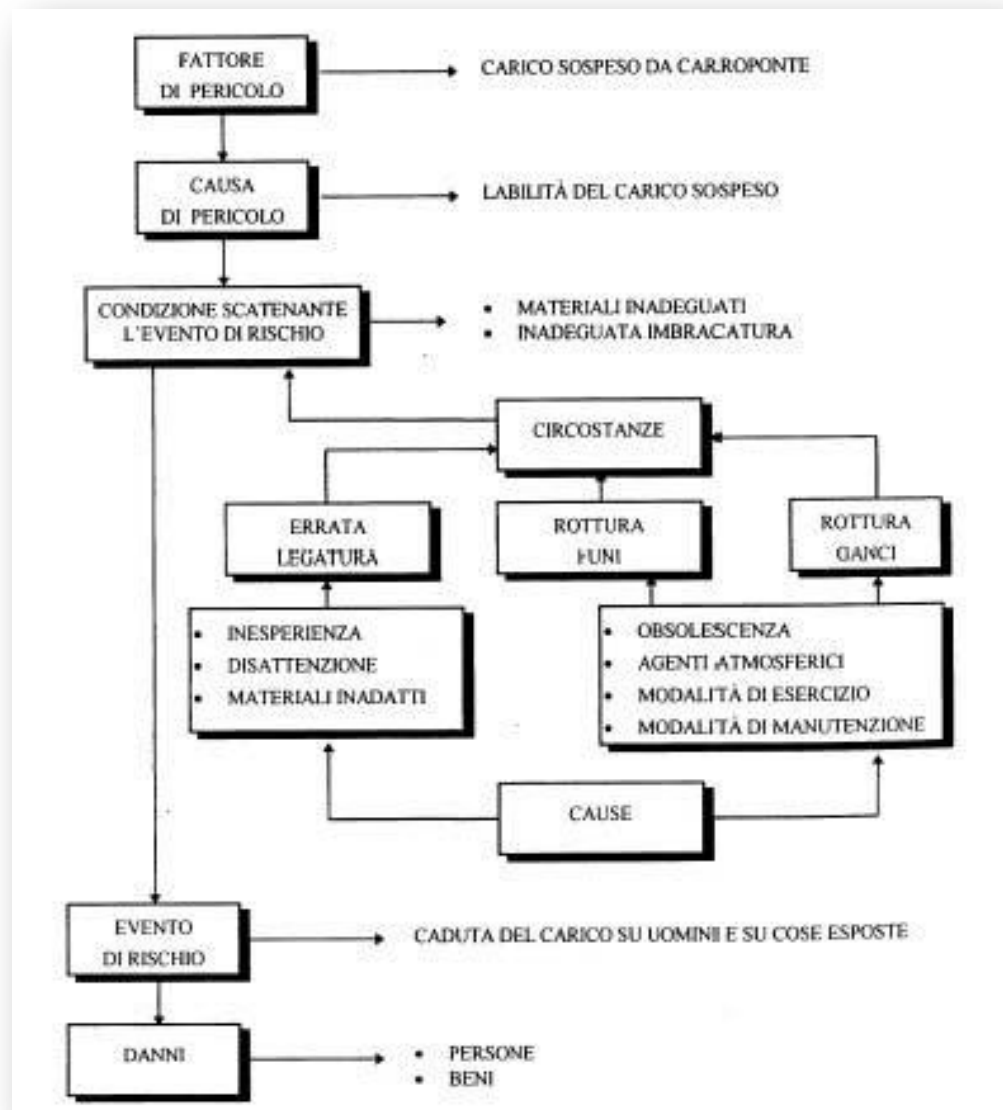 FATTORE
DI PERICOLO
CARICO SOSPESO DA CARROPONTE
CAUSA
DI PERICOLO
LABILITÀ DEL CARICO SOSPESO
CONDIZIONE SCATENANTE
L'EVENTO DI RISCHIO
• MATERIALI INADEGUATI
• INADEGUATA IMBRACATURA
CIRCOSTANZE
ERRATA
LEGATURA
ROTTURA
FUNI
ROTTURA
GANCI
• INESPERIENZA
• DISATTENZIONE
• MATERIALI INADATTI
• OBSOLESCENZA
• AGENTI ATMOSFERICI
• MODALITÀ DI ESERCIZIO
• MODALITÀ DI MANUTENZIONE
CAUSE
EVENTO
DI RISCHIO
CADUTA DEL CARICO SU UOMINI E SU COSE ESPOSTE
DANNI
• PERSONE
• BENI